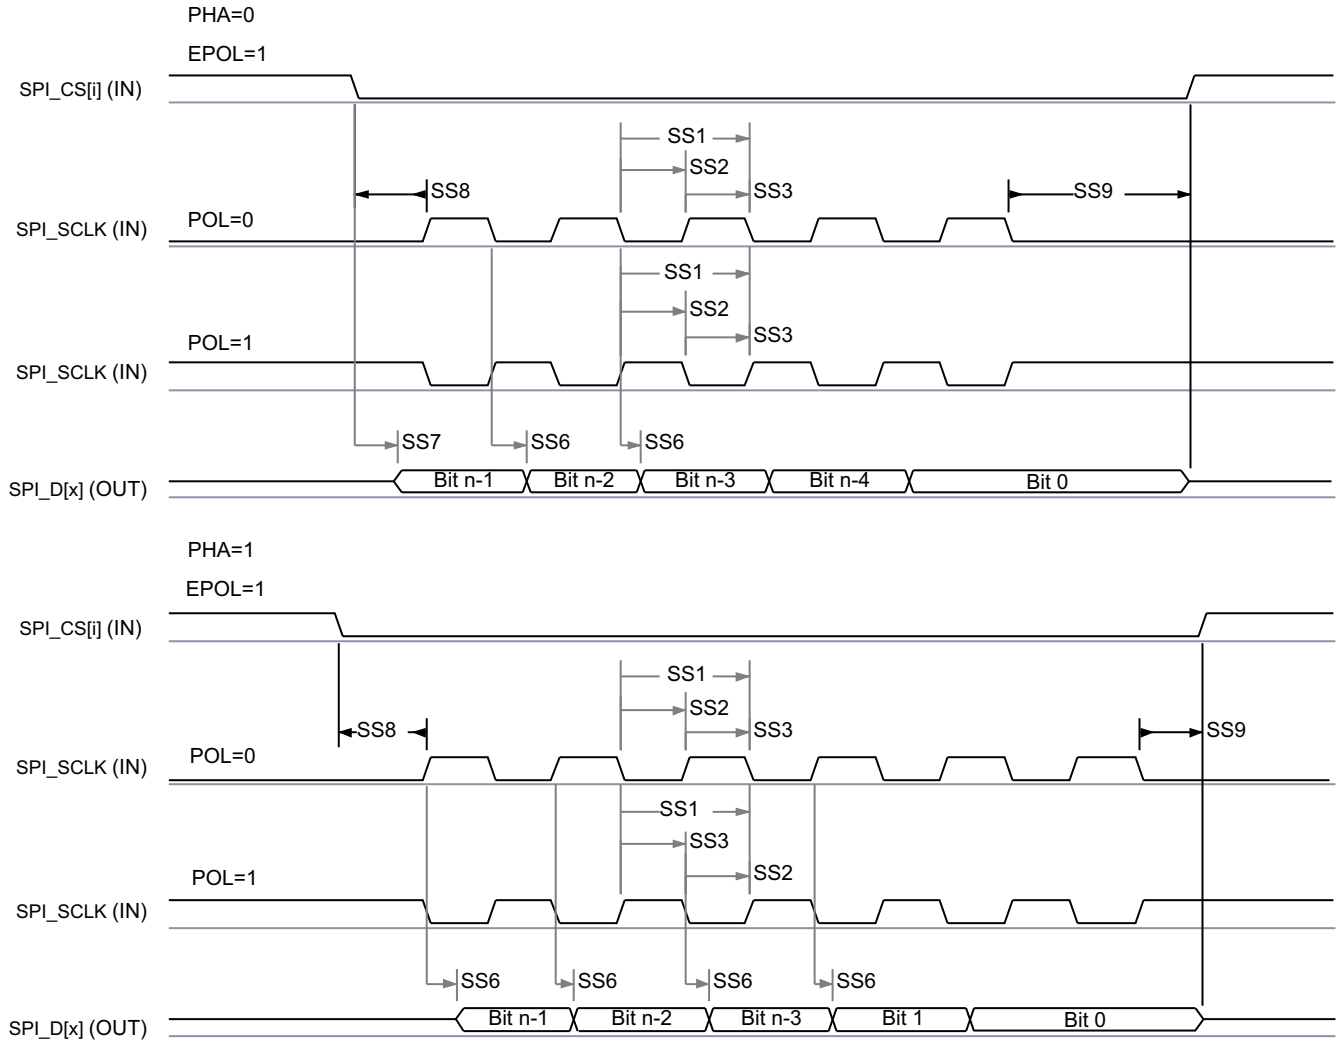 PHA=0
EPOL=1
SPI_CS[i] (IN)
SS1
SS2
SS8
SS3
SS9
POL=0
SPI_SCLK (IN)
SS1
SS2
SS3
POL=1
SPI_SCLK (IN)
SS7
SS6
SS6
SPI_D[x] (OUT)
Bit n-1
Bit n-2
Bit n-3
Bit n-4
Bit 0
PHA=1
EPOL=1
SPI_CS[i] (IN)
SS1
SS2
SS8
SS3
SS9
POL=0
SPI_SCLK (IN)
SS1
SS3
SS2
POL=1
SPI_SCLK (IN)
SS6
SS6
SS6
SS6
SPI_D[x] (OUT)
Bit n-1
Bit n-2
Bit n-3
Bit 1
Bit 0